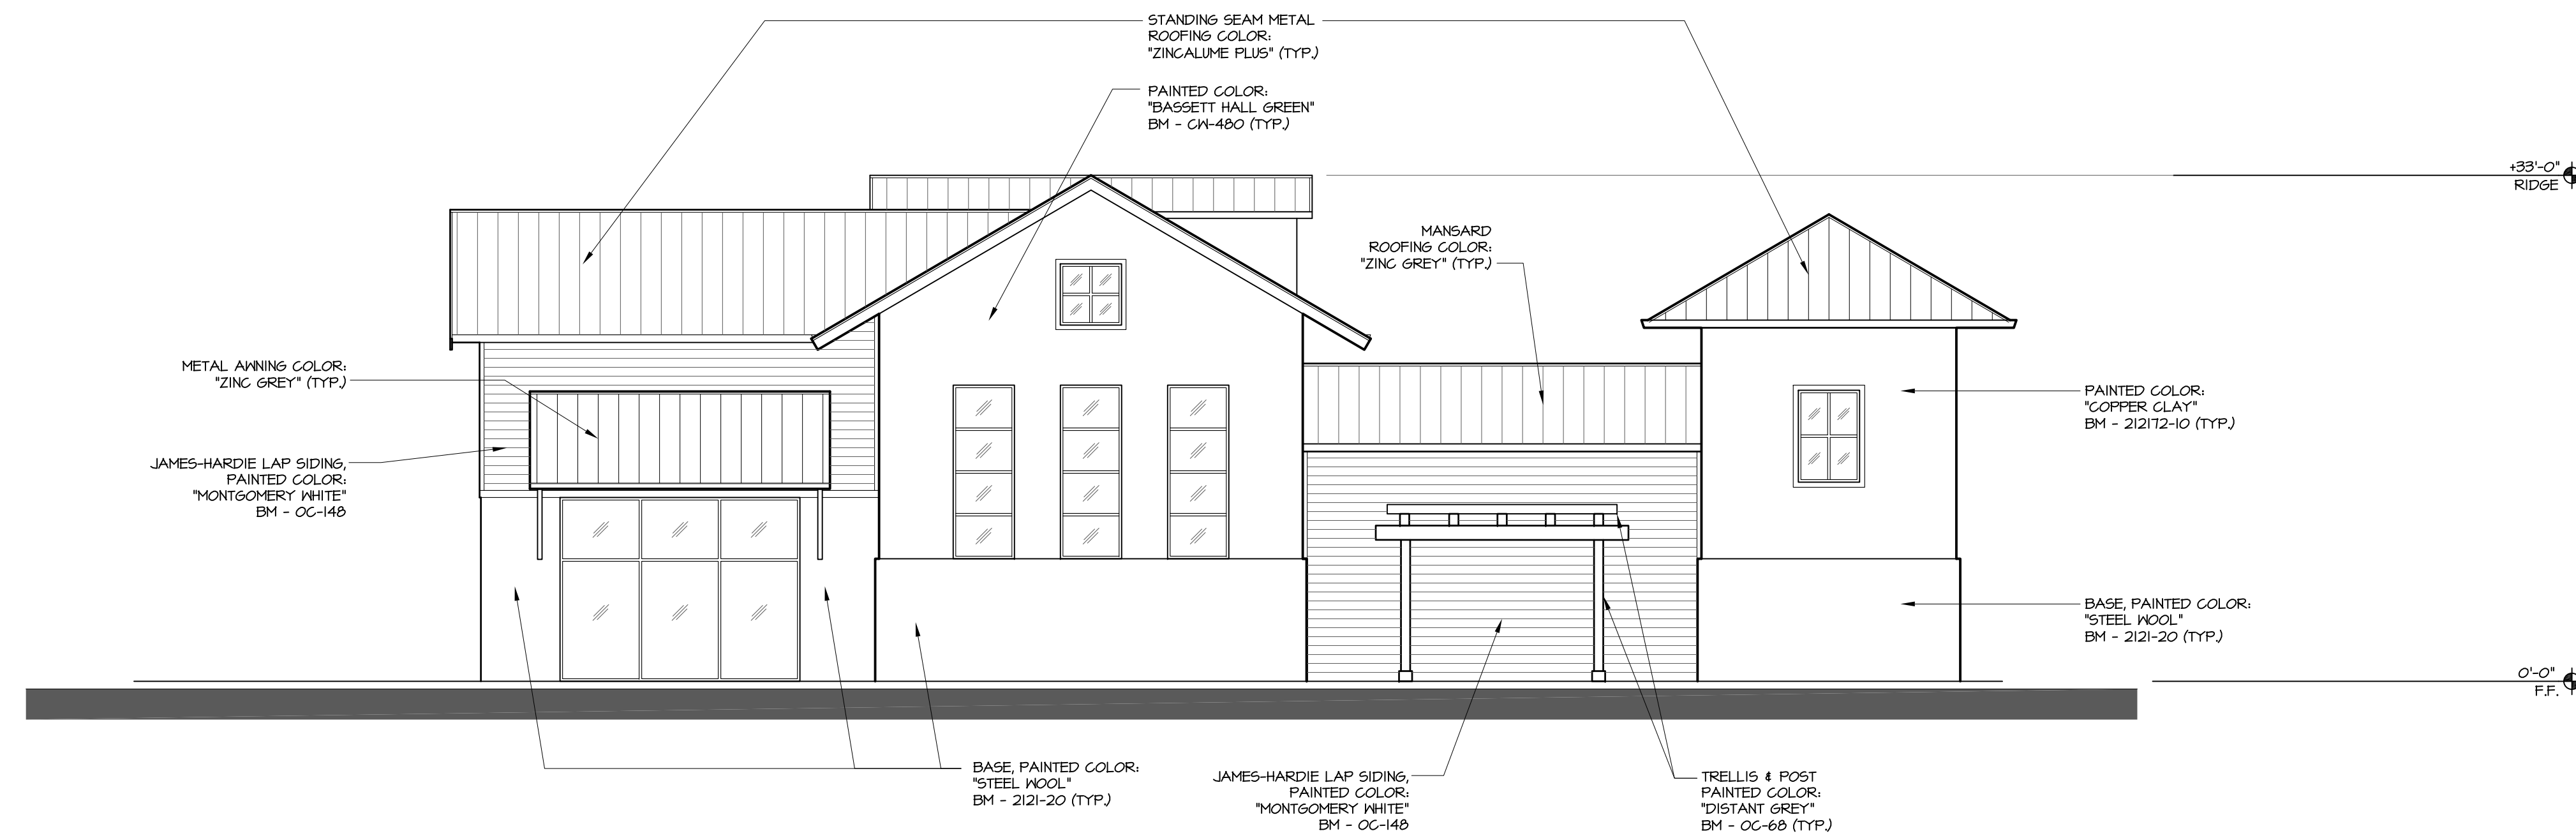 STANDING SEAM METAL
ROOFING COLOR:
"ZINCALUME PLUS" (TYP.)
PAINTED COLOR:
"BASSETT HALL GREEN"
BM - CW-480 (TYP.)
+33'-0"
RIDGE
MANSARD
ROOFING COLOR:
"ZINC GREY" (TYP.)
METAL AWNING COLOR:
"ZINC GREY" (TYP.)
PAINTED COLOR:
"COPPER CLAY"
BM - 212172-10 (TYP.)
JAMES-HARDIE LAP SIDING,
PAINTED COLOR:
"MONTGOMERY WHITE"
BM - OC-148
BASE, PAINTED COLOR:
"STEEL WOOL"
BM - 2121-20 (TYP.)
0'-0"
F.F.
BASE, PAINTED COLOR:
"STEEL WOOL"
BM - 2121-20 (TYP.)
JAMES-HARDIE LAP SIDING,
PAINTED COLOR:
"MONTGOMERY WHITE"
BM - OC-148
TRELLIS & POST
PAINTED COLOR:
"DISTANT GREY"
BM - OC-68 (TYP.)